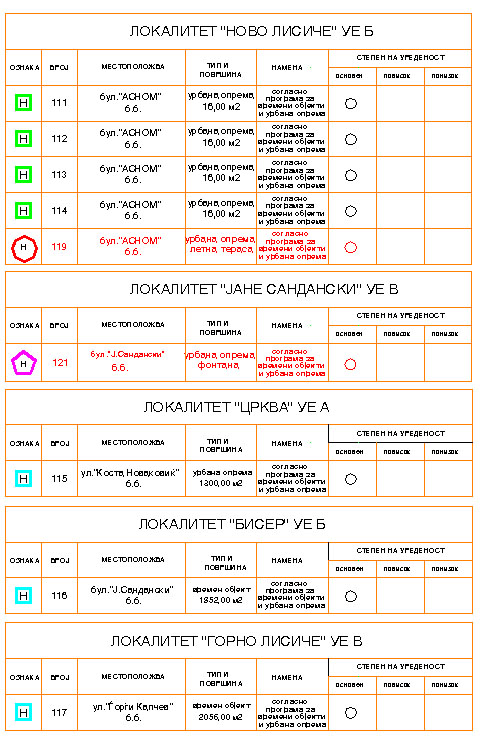 ЛОКАЛИТЕТ "НОВО ЛИСИЧЕ" УЕ Б
ОЗНАКА БРОЈ МЕСТОПОЛОЖБА ТИП И ПОВРШИНА НАМЕНА СТЕПЕН НА УРЕДЕНОСТ
ОСНОВЕН ПОВИСОК ПОНИЗОК
Н 111 бул."АСНОМ" б.б. урбана, опрема, 16,00 м2 согласно програма за времени објекти и урбана опрема
Н 112 бул."АСНОМ" б.б. урбана, опрема, 16,00 м2 согласно програма за времени објекти и урбана опрема
Н 113 бул."АСНОМ" б.б. урбана, опрема, 16,00 м2 согласно програма за времени објекти и урбана опрема
Н 114 бул."АСНОМ" б.б. урбана, опрема, 16,00 м2 согласно програма за времени објекти и урбана опрема
Н 119 бул."АСНОМ" б.б. урбана, опрема, летна, тераса, согласно програма за времени објекти и урбана опрема
ЛОКАЛИТЕТ "ЈАНЕ САНДАНСКИ" УЕ В
ОЗНАКА БРОЈ МЕСТОПОЛОЖБА ТИП И ПОВРШИНА НАМЕНА СТЕПЕН НА УРЕДЕНОСТ
ОСНОВЕН ПОВИСОК ПОНИЗОК
Н 121 бул."Ј.Сандански" б.б. урбана, опрема, фонтана, согласно програма за времени објекти и урбана опрема
ЛОКАЛИТЕТ "ЦРКВА" УЕ А
ОЗНАКА БРОЈ МЕСТОПОЛОЖБА ТИП И ПОВРШИНА НАМЕНА СТЕПЕН НА УРЕДЕНОСТ
ОСНОВЕН ПОВИСОК ПОНИЗОК
Н 115 ул."Коста, Новаковиќ" б.б. урбана опрема 1300,00 м2 согласно програма за времени објекти и урбана опрема
ЛОКАЛИТЕТ "БИСЕР" УЕ Б
ОЗНАКА БРОЈ МЕСТОПОЛОЖБА ТИП И ПОВРШИНА НАМЕНА СТЕПЕН НА УРЕДЕНОСТ
ОСНОВЕН ПОВИСОК ПОНИЗОК
Н 116 бул."Ј.Сандански" б.б. времен објект 1352,00 м2 согласно програма за времени објекти и урбана опрема
ЛОКАЛИТЕТ "ГОРНО ЛИСИЧЕ" УЕ В
ОЗНАКА БРОЈ МЕСТОПОЛОЖБА ТИП И ПОВРШИНА НАМЕНА СТЕПЕН НА УРЕДЕНОСТ
ОСНОВЕН ПОВИСОК ПОНИЗОК
Н 117 ул."Ѓорги Капчев" б.б. времен објект 2056,00 м2 согласно програма за времени објекти и урбана опрема